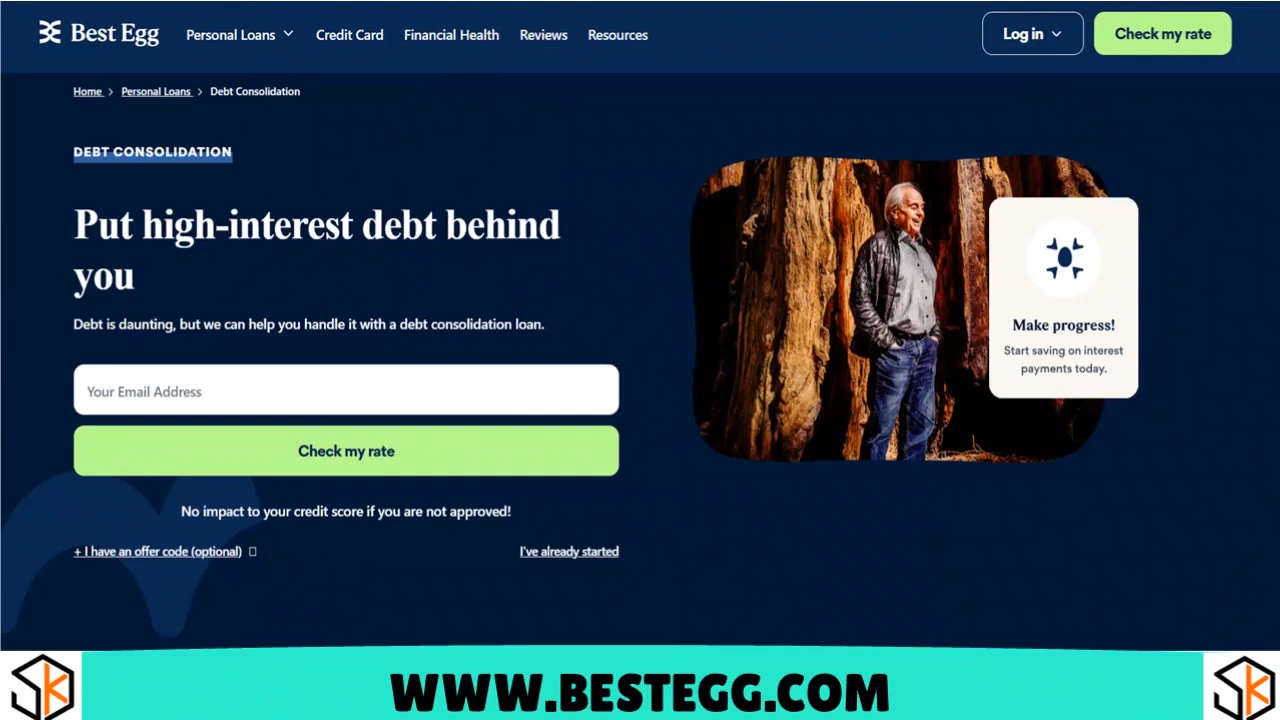 Best Egg
Personal Loans
Credit Card
Financial Health
Reviews
Resources
Log in
Check my rate
Home > Personal Loans > Debt Consolidation
DEBT CONSOLIDATION
Put high-interest debt behind
you
Debt is daunting, but we can help you handle it with a debt consolidation loan.
Your Email Address
Check my rate
No impact to your credit score if you are not approved!
+ I have an offer code (optional)
I've already started
Make progress!
Start saving on interest
payments today.
WWW.BESTEGG.COM
Sk
Sk